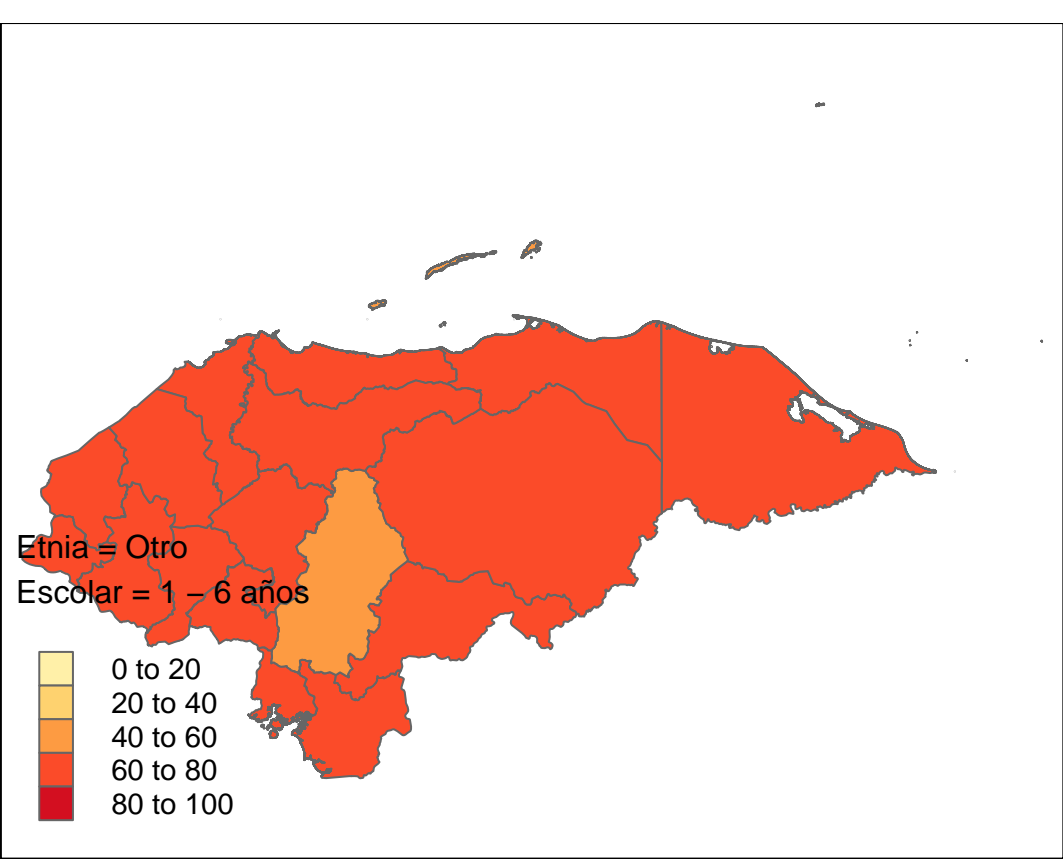 Etnia = Otro
Escolar = 1 – 6 años
0 to 20
20 to 40
40 to 60
60 to 80
80 to 100